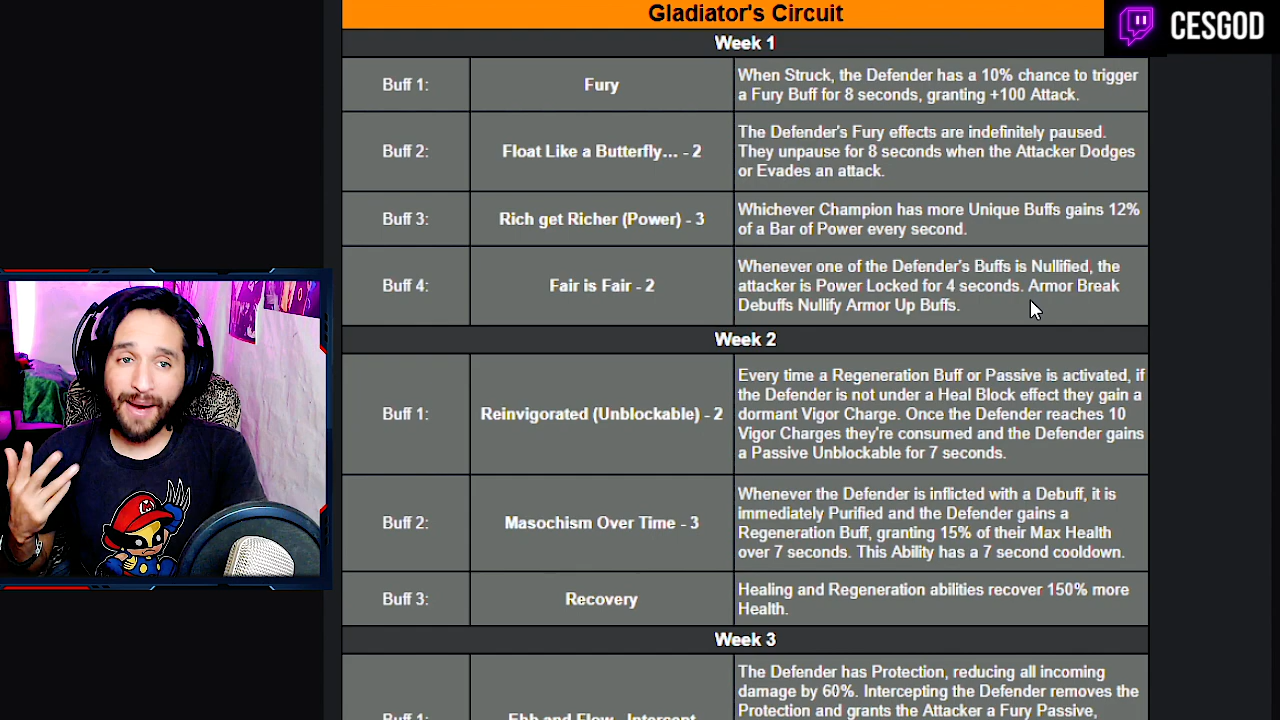 Gladiator's Circuit
CESGOD
Week 1
Buff 1:
Fury
When Struck, the Defender has a 10% chance to trigger
a Fury Buff for 8 seconds, granting +100 Attack.
Buff 2:
Float Like a Butterfly... - 2
The Defender's Fury effects are indefinitely paused.
They unpause for 8 seconds when the Attacker Dodges
or Evades an attack.
Buff 3:
Rich get Richer (Power) - 3
Whichever Champion has more Unique Buffs gains 12%
of a Bar of Power every second.
Buff 4:
Fair is Fair - 2
Whenever one of the Defender's Buffs is Nullified, the
attacker is Power Locked for 4 seconds. Armor Break
Debuffs Nullify Armor Up Buffs.
Week 2
Buff 1:
Reinvigorated (Unblockable) - 2
Every time a Regeneration Buff or Passive is activated, if
the Defender is not under a Heal Block effect they gain a
dormant Vigor Charge. Once the Defender reaches 10
Vigor Charges they're consumed and the Defender gains
a Passive Unblockable for 7 seconds.
Buff 2:
Masochism Over Time - 3
Whenever the Defender is inflicted with a Debuff, it is
immediately Purified and the Defender gains a
Regeneration Buff, granting 15% of their Max Health
over 7 seconds. This Ability has a 7 second cooldown.
Buff 3:
Recovery
Healing and Regeneration abilities recover 150% more
Health.
Week 3
Buff 1:
Ebb and Flow - Intercept
The Defender has Protection, reducing all incoming
damage by 60%. Intercepting the Defender removes the
Protection and grants the Attacker a Fury Passive,